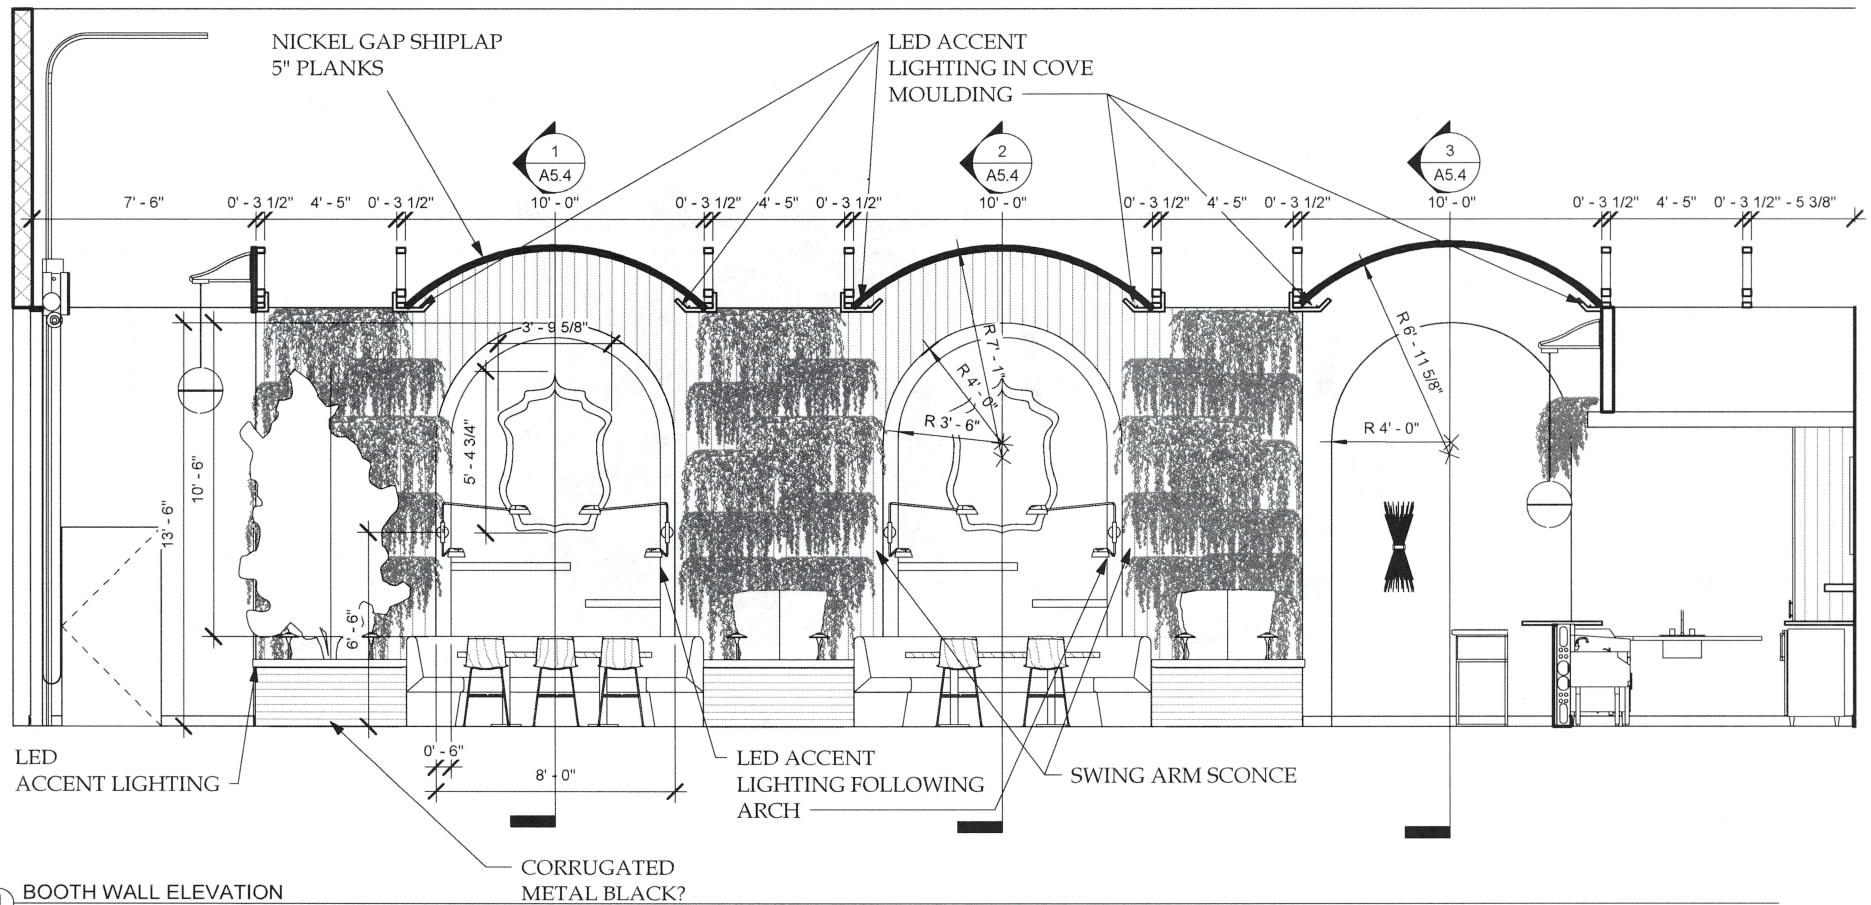 NICKEL GAP SHIPLAP
5" PLANKS
LED ACCENT
LIGHTING IN COVE
MOULDING
1
A5.4
2
A5.4
3
A5.4
7' - 6"
0' - 3 1/2"
4' - 5"
0' - 3 1/2"
10' - 0"
0' - 3 1/2"
4' - 5"
0' - 3 1/2"
10' - 0"
0' - 3 1/2"
4' - 5"
0' - 3 1/2"
10' - 0"
0' - 3 1/2"
4' - 5"
0' - 3 1/2"
- 5 3/8"
3' - 9 5/8"
5' - 4 3/4"
13' - 6"
10' - 6"
6' - 6"
R 7' - 1"
R 4' - 0"
R 3' - 6"
R 6' - 11 5/8"
R 4' - 0"
LED
ACCENT LIGHTING
0' - 6"
8' - 0"
LED ACCENT
LIGHTING FOLLOWING
ARCH
SWING ARM SCONCE
CORRUGATED
METAL BLACK?
BOOTH WALL ELEVATION